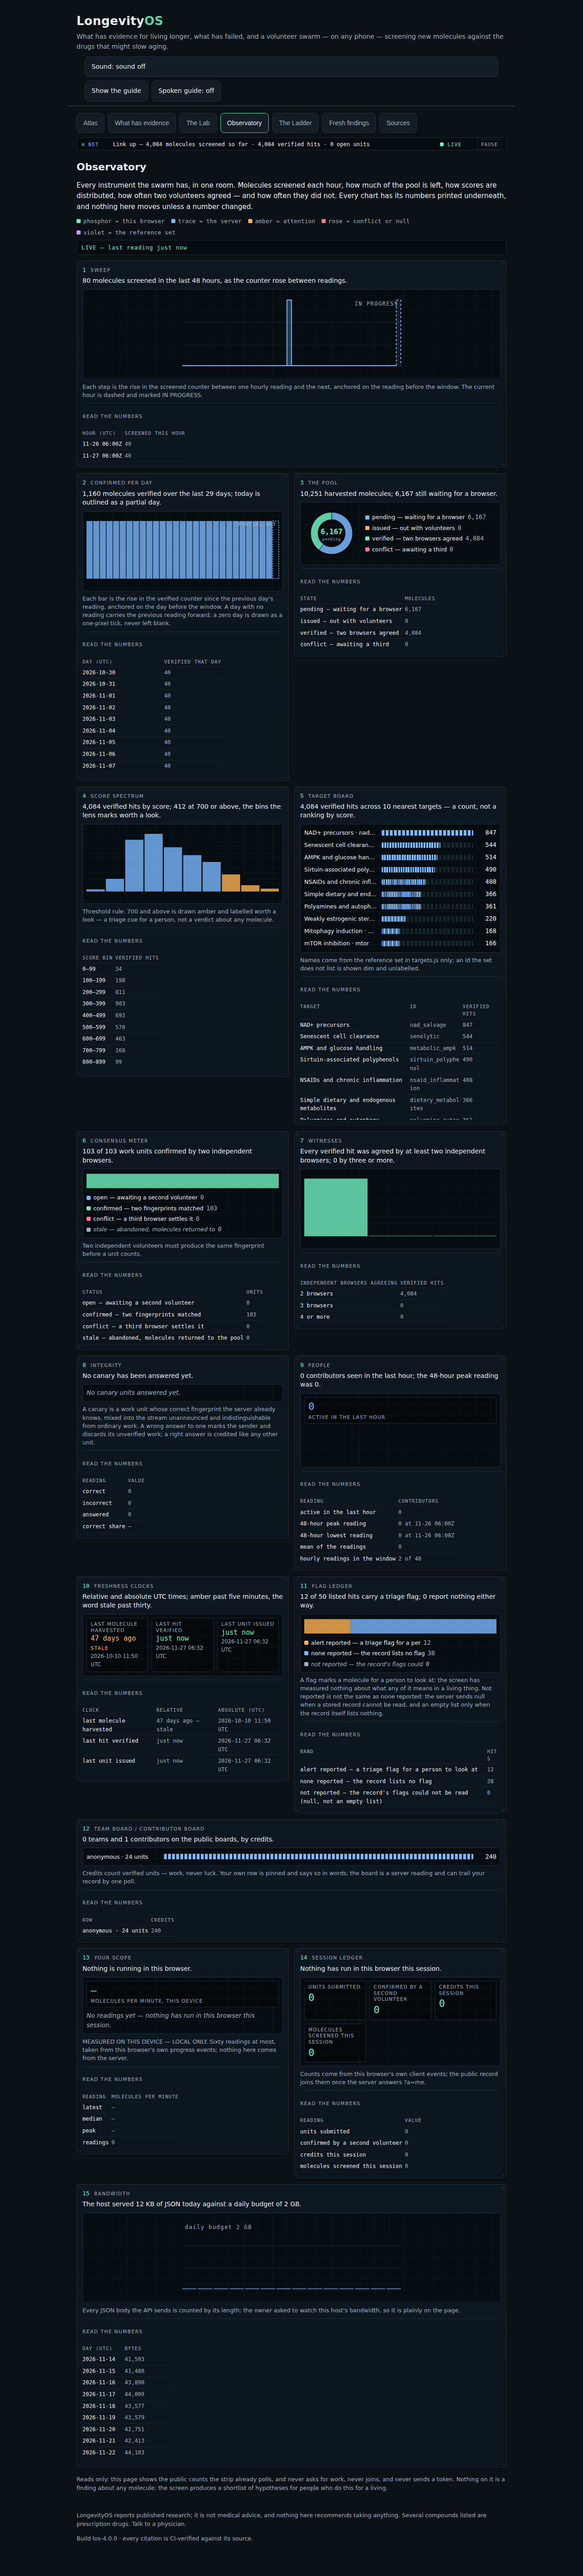 LongevityOS
What has evidence for living longer, what has failed, and a volunteer swarm — on any phone — screening new molecules against the
drugs that might slow aging.
Sound: sound off
Show the guide
Spoken guide: off
Atlas
What has evidence
The Lab
Observatory
The Ladder
Fresh findings
Sources
NET
Link up — 4,084 molecules screened so far · 4,084 verified hits · 0 open units
LIVE
PAUSE
Observatory
Every instrument the swarm has, in one room. Molecules screened each hour, how much of the pool is left, how scores are
distributed, how often two volunteers agreed — and how often they did not. Every chart has its numbers printed underneath,
and nothing here moves unless a number changed.
phosphor = this browser
trace = the server
amber = attention
rose = conflict or null
violet = the reference set
LIVE — last reading just now
1 SWEEP
80 molecules screened in the last 48 hours, as the counter rose between readings.
IN PROGRESS
Each step is the rise in the screened counter between one hourly reading and the next, anchored on the reading before the window. The current
hour is dashed and marked IN PROGRESS.
READ THE NUMBERS
HOUR (UTC) SCREENED THIS HOUR
11-26 06:00Z 40
11-27 06:00Z 40
2 CONFIRMED PER DAY
1,160 molecules verified over the last 29 days; today is
outlined as a partial day.
Each bar is the rise in the verified counter since the previous day's
reading, anchored on the day before the window. A day with no
reading carries the previous reading forward; a zero day is drawn as a
one-pixel tick, never left blank.
READ THE NUMBERS
DAY (UTC) VERIFIED THAT DAY
2026-10-30 40
2026-10-31 40
2026-11-01 40
2026-11-02 40
2026-11-03 40
2026-11-04 40
2026-11-05 40
2026-11-06 40
2026-11-07 40
3 THE POOL
10,251 harvested molecules; 6,167 still waiting for a browser.
6,167
pending
pending — waiting for a browser 6,167
issued — out with volunteers 0
verified — two browsers agreed 4,084
conflict — awaiting a third 0
READ THE NUMBERS
STATE MOLECULES
pending — waiting for a browser 6,167
issued — out with volunteers 0
verified — two browsers agreed 4,084
conflict — awaiting a third 0
4 SCORE SPECTRUM
4,084 verified hits by score; 412 at 700 or above, the bins the
lens marks worth a look.
Threshold rule: 700 and above is drawn amber and labelled worth a
look — a triage cue for a person, not a verdict about any molecule.
READ THE NUMBERS
SCORE BIN VERIFIED HITS
0–99 34
100–199 198
200–299 811
300–399 903
400–499 693
500–599 570
600–699 463
700–799 268
800–899 99
5 TARGET BOARD
4,084 verified hits across 10 nearest targets — a count, not a
ranking by score.
NAD+ precursors · nad… 847
Senescent cell clearan… 544
AMPK and glucose han… 514
Sirtuin-associated poly… 490
NSAIDs and chronic infl… 408
Simple dietary and end… 366
Polyamines and autoph… 361
Weakly estrogenic ster… 220
Mitophagy induction · … 168
mTOR inhibition · mtor 166
Names come from the reference set in targets.js only; an id the set
does not list is shown dim and unlabelled.
READ THE NUMBERS
TARGET ID VERIFIED
HITS
NAD+ precursors nad_salvage 847
Senescent cell clearance senolytic 544
AMPK and glucose handling metabolic_ampk 514
Sirtuin-associated polyphenols sirtuin_polyphe 490
nol
NSAIDs and chronic inflammation nsaid_inflammat 408
ion
Simple dietary and endogenous dietary_metabol 366
metabolites ites
6 CONSENSUS METER
103 of 103 work units confirmed by two independent
browsers.
open — awaiting a second volunteer 0
confirmed — two fingerprints matched 103
conflict — a third browser settles it 0
stale — abandoned, molecules returned to 0
Two independent volunteers must produce the same fingerprint
before a unit counts.
READ THE NUMBERS
STATUS UNITS
open — awaiting a second volunteer 0
confirmed — two fingerprints matched 103
conflict — a third browser settles it 0
stale — abandoned, molecules returned to the pool 0
7 WITNESSES
Every verified hit was agreed by at least two independent
browsers; 0 by three or more.
READ THE NUMBERS
INDEPENDENT BROWSERS AGREEING VERIFIED HITS
2 browsers 4,084
3 browsers 0
4 or more 0
8 INTEGRITY
No canary has been answered yet.
No canary units answered yet.
A canary is a work unit whose correct fingerprint the server already
knows, mixed into the stream unannounced and indistinguishable
from ordinary work. A wrong answer to one marks the sender and
discards its unverified work; a right answer is credited like any other
unit.
READ THE NUMBERS
READING VALUE
correct 0
incorrect 0
answered 0
correct share —
9 PEOPLE
0 contributors seen in the last hour; the 48-hour peak reading
was 0.
0
ACTIVE IN THE LAST HOUR
READ THE NUMBERS
READING CONTRIBUTORS
active in the last hour 0
48-hour peak reading 0 at 11-26 06:00Z
48-hour lowest reading 0 at 11-26 06:00Z
mean of the readings 0
hourly readings in the window 2 of 48
10 FRESHNESS CLOCKS
Relative and absolute UTC times; amber past five minutes, the
word stale past thirty.
LAST MOLECULE
HARVESTED
47 days ago
STALE
2026-10-10 11:50
UTC
LAST HIT
VERIFIED
just now
2026-11-27 06:32
UTC
LAST UNIT ISSUED
just now
2026-11-27 06:32
UTC
READ THE NUMBERS
CLOCK RELATIVE ABSOLUTE (UTC)
last molecule 47 days ago — 2026-10-10 11:50
harvested stale UTC
last hit verified just now 2026-11-27 06:32
UTC
last unit issued just now 2026-11-27 06:32
UTC
11 FLAG LEDGER
12 of 50 listed hits carry a triage flag; 0 report nothing either
way.
alert reported — a triage flag for a per 12
none reported — the record lists no flag 38
not reported — the record's flags could 0
A flag marks a molecule for a person to look at; the screen has
measured nothing about what any of it means in a living thing. Not
reported is not the same as none reported: the server sends null
when a stored record cannot be read, and an empty list only when
the record itself lists nothing.
READ THE NUMBERS
BAND HIT
S
alert reported — a triage flag for a person to look at 12
none reported — the record lists no flag 38
not reported — the record's flags could not be read 0
(null, not an empty list)
12 TEAM BOARD / CONTRIBUTOR BOARD
0 teams and 1 contributors on the public boards, by credits.
anonymous · 24 units 240
Credits count verified units — work, never luck. Your own row is pinned and says so in words; the board is a server reading and can trail your
record by one poll.
READ THE NUMBERS
ROW CREDITS
anonymous · 24 units 240
13 YOUR SCOPE
Nothing is running in this browser.
—
MOLECULES PER MINUTE, THIS DEVICE
No readings yet — nothing has run in this browser this
session.
MEASURED ON THIS DEVICE — LOCAL ONLY. Sixty readings at most,
taken from this browser's own progress events; nothing here comes
from the server.
READ THE NUMBERS
READING MOLECULES PER MINUTE
latest —
median —
peak —
readings 0
14 SESSION LEDGER
Nothing has run in this browser this session.
UNITS SUBMITTED
0
CONFIRMED BY A
SECOND
VOLUNTEER
0
CREDITS THIS
SESSION
0
MOLECULES
SCREENED THIS
SESSION
0
Counts come from this browser's own client events; the public record
joins them once the server answers ?a=me.
READ THE NUMBERS
READING VALUE
units submitted 0
confirmed by a second volunteer 0
credits this session 0
molecules screened this session 0
15 BANDWIDTH
The host served 12 KB of JSON today against a daily budget of 2 GB.
daily budget 2 GB
Every JSON body the API sends is counted by its length; the owner asked to watch this host's bandwidth, so it is plainly on the page.
READ THE NUMBERS
DAY (UTC) BYTES
2026-11-14 41,593
2026-11-15 41,480
2026-11-16 43,890
2026-11-17 44,000
2026-11-18 43,577
2026-11-19 43,579
2026-11-20 42,751
2026-11-21 42,413
2026-11-22 44,103
Reads only: this page shows the public counts the strip already polls, and never asks for work, never joins, and never sends a token. Nothing on it is a
finding about any molecule; the screen produces a shortlist of hypotheses for people who do this for a living.
LongevityOS reports published research; it is not medical advice, and nothing here recommends taking anything. Several compounds listed are
prescription drugs. Talk to a physician.
Build los-4.0.0 · every citation is CI-verified against its source.